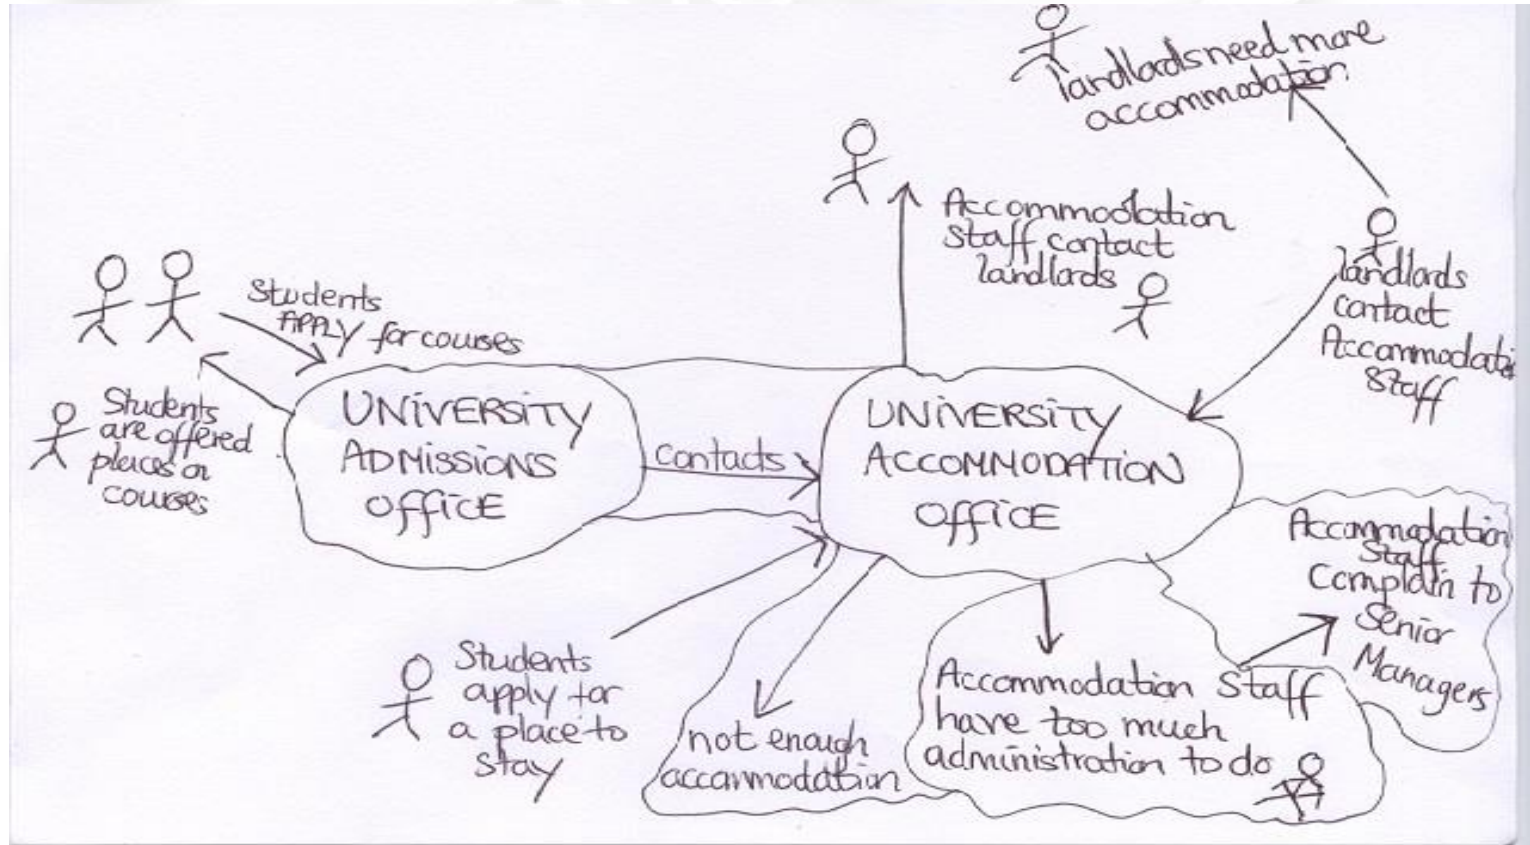 landlords need more
accommodation
Accommodation
Staff contact
landlords
landlords
contact
Accommodati
Staff
Students
APPLY for courses
Students
are offered
places on
courses
UNIVERSITY
ADMISSIONS
OFFICE
contacts
UNIVERSITY
ACCOMMODATION
OFFICE
Accommodation
Staff
Complain to
Senior
Managers
Students
apply for
a place to
stay
not enough
accommodation
Accommodation Staff
have too much
administration to do